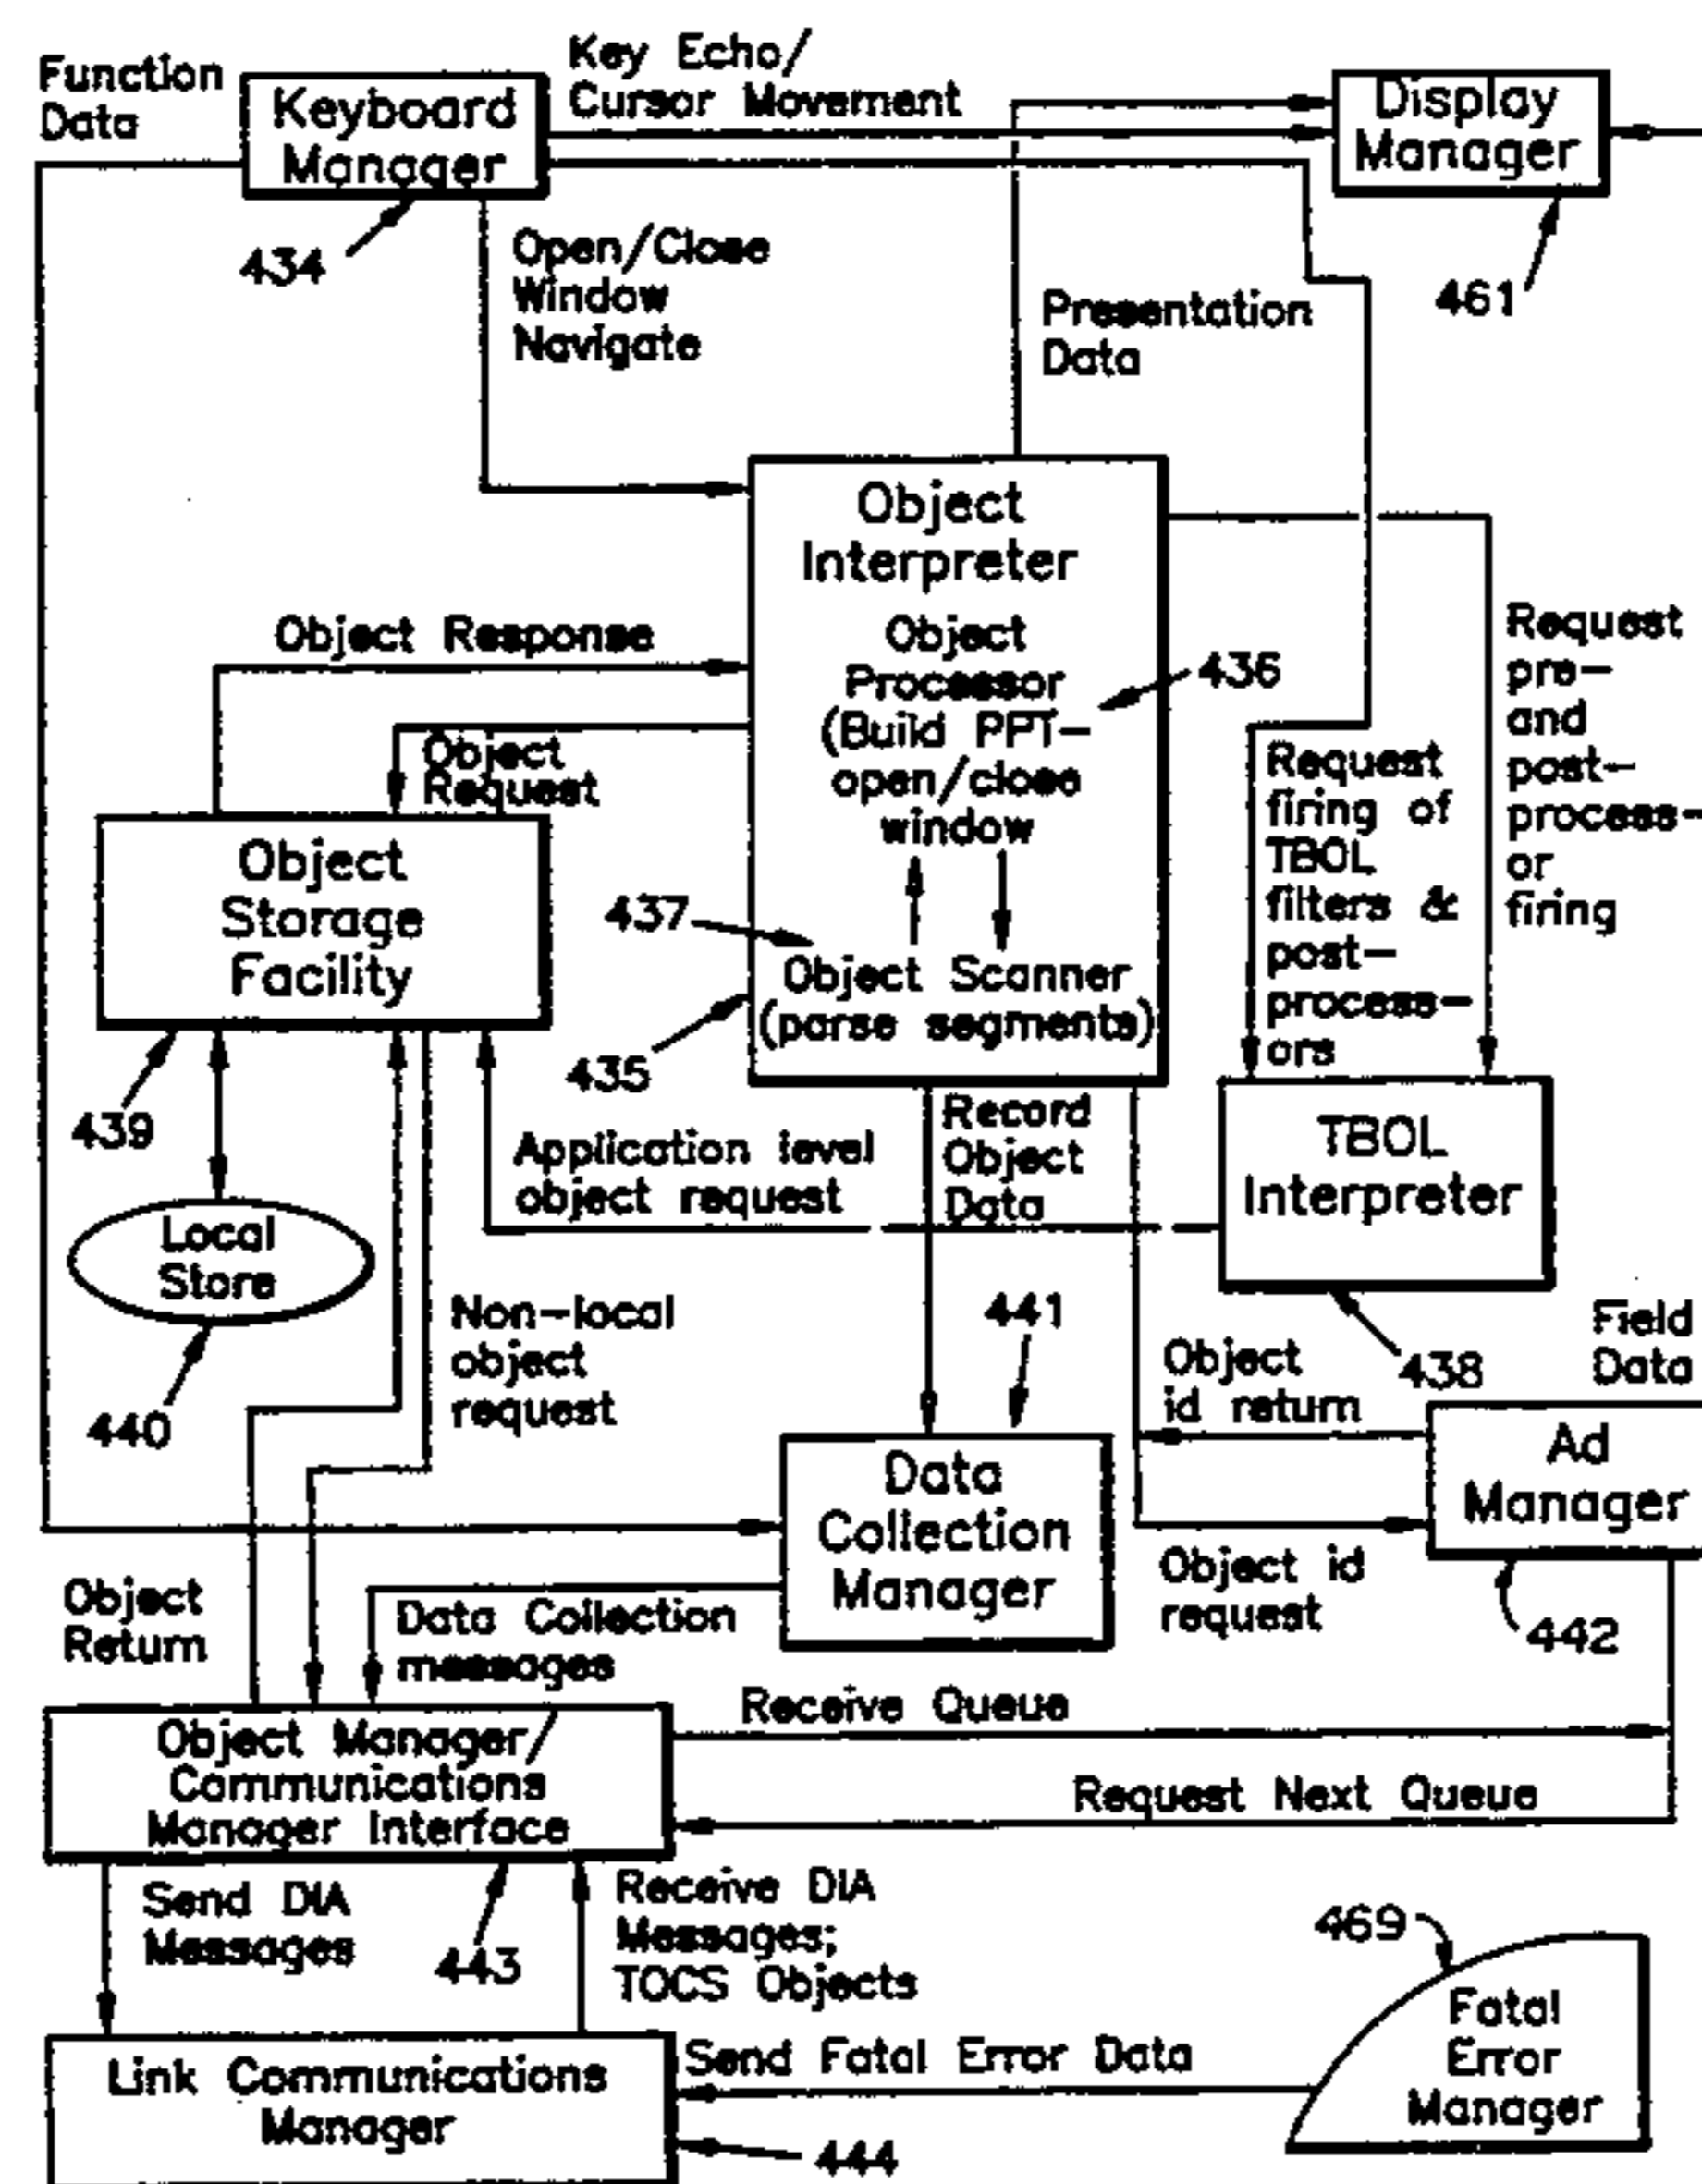 Function
Data
Keyboard
Manager
Key Echo/
Cursor Movement
Display
Manager
434
Open/Close
Window
Navigate
Presentation
Data
461
Object
Interpreter
Object
Processor
(Build PPT-
open/close
window
436
Object Response
Object
Request
Request
pre-
and
post-
process-
or
firing
Request
firing of
TBOL
filters &
post-
process-
ors
Object
Storage
Facility
437
Object Scanner
(parse segments)
435
439
Application level
object request
Record
Object
Data
TBOL
Interpreter
Local
Store
440
Non-local
object
request
441
Object
id return
438
Field
Data
Data
Collection
Manager
Ad
Manager
Object id
request
442
Object
Return
Data Collection
messages
Receive Queue
Object Manager/
Communications
Manager Interface
Request Next Queue
Send DIA
Messages
443
Receive DIA
Messages;
TOCS Objects
469
Fatal
Error
Manager
Link Communications
Manager
Send Fatal Error Data
444